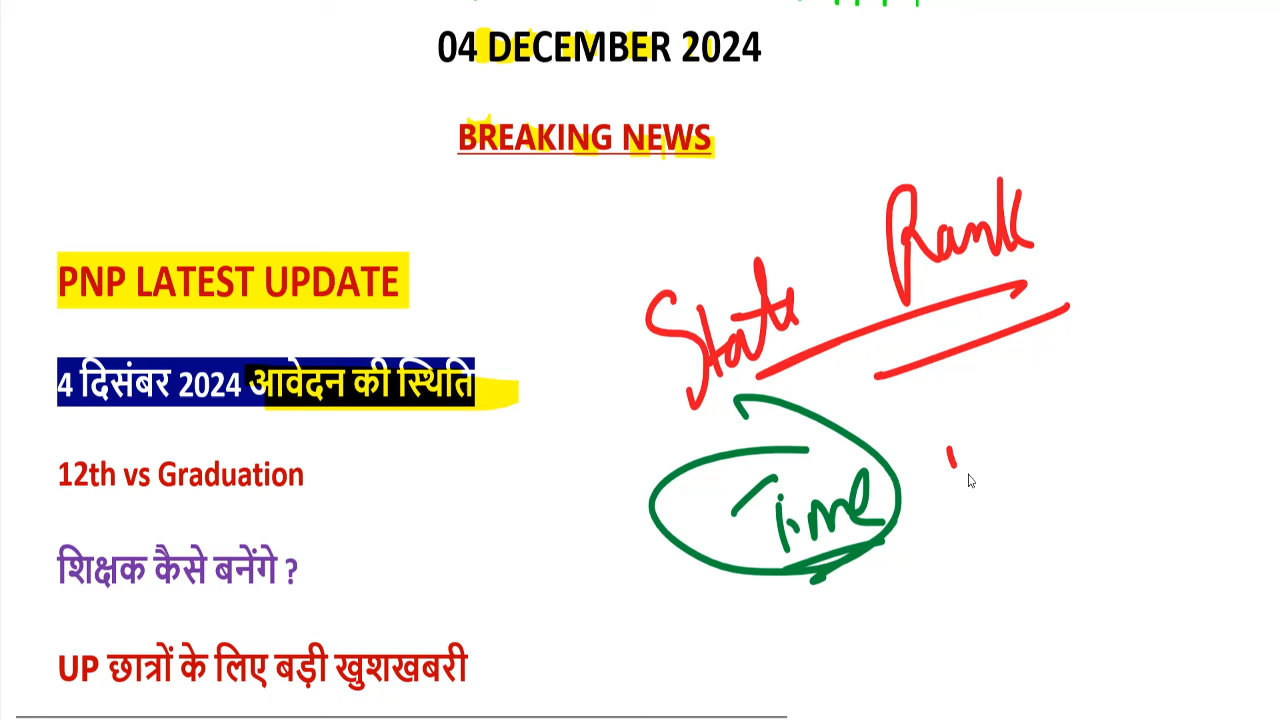 04 DECEMBER 2024
BREAKING NEWS
Rank
State
PNP LATEST UPDATE
4 दिसंबर 2024 आवेदन की स्थिति
12th vs Graduation
Time
शिक्षक कैसे बनेंगे ?
UP छात्रों के लिए बड़ी खुशखबरी